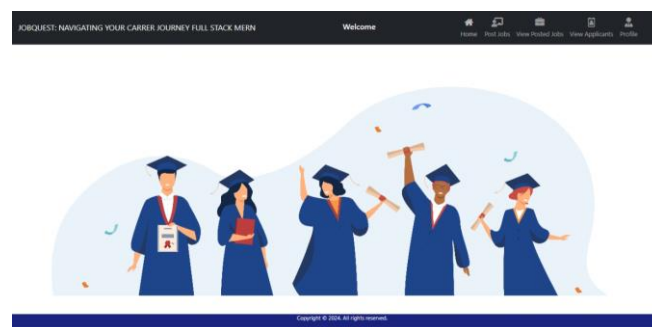 JOBQUEST: NAVIGATING YOUR CARRER JOURNEY FULL STACK MERN
Welcome
Home Post Jobs View Posted Jobs View Applicants Profile
Copyright © 2024. All rights reserved.